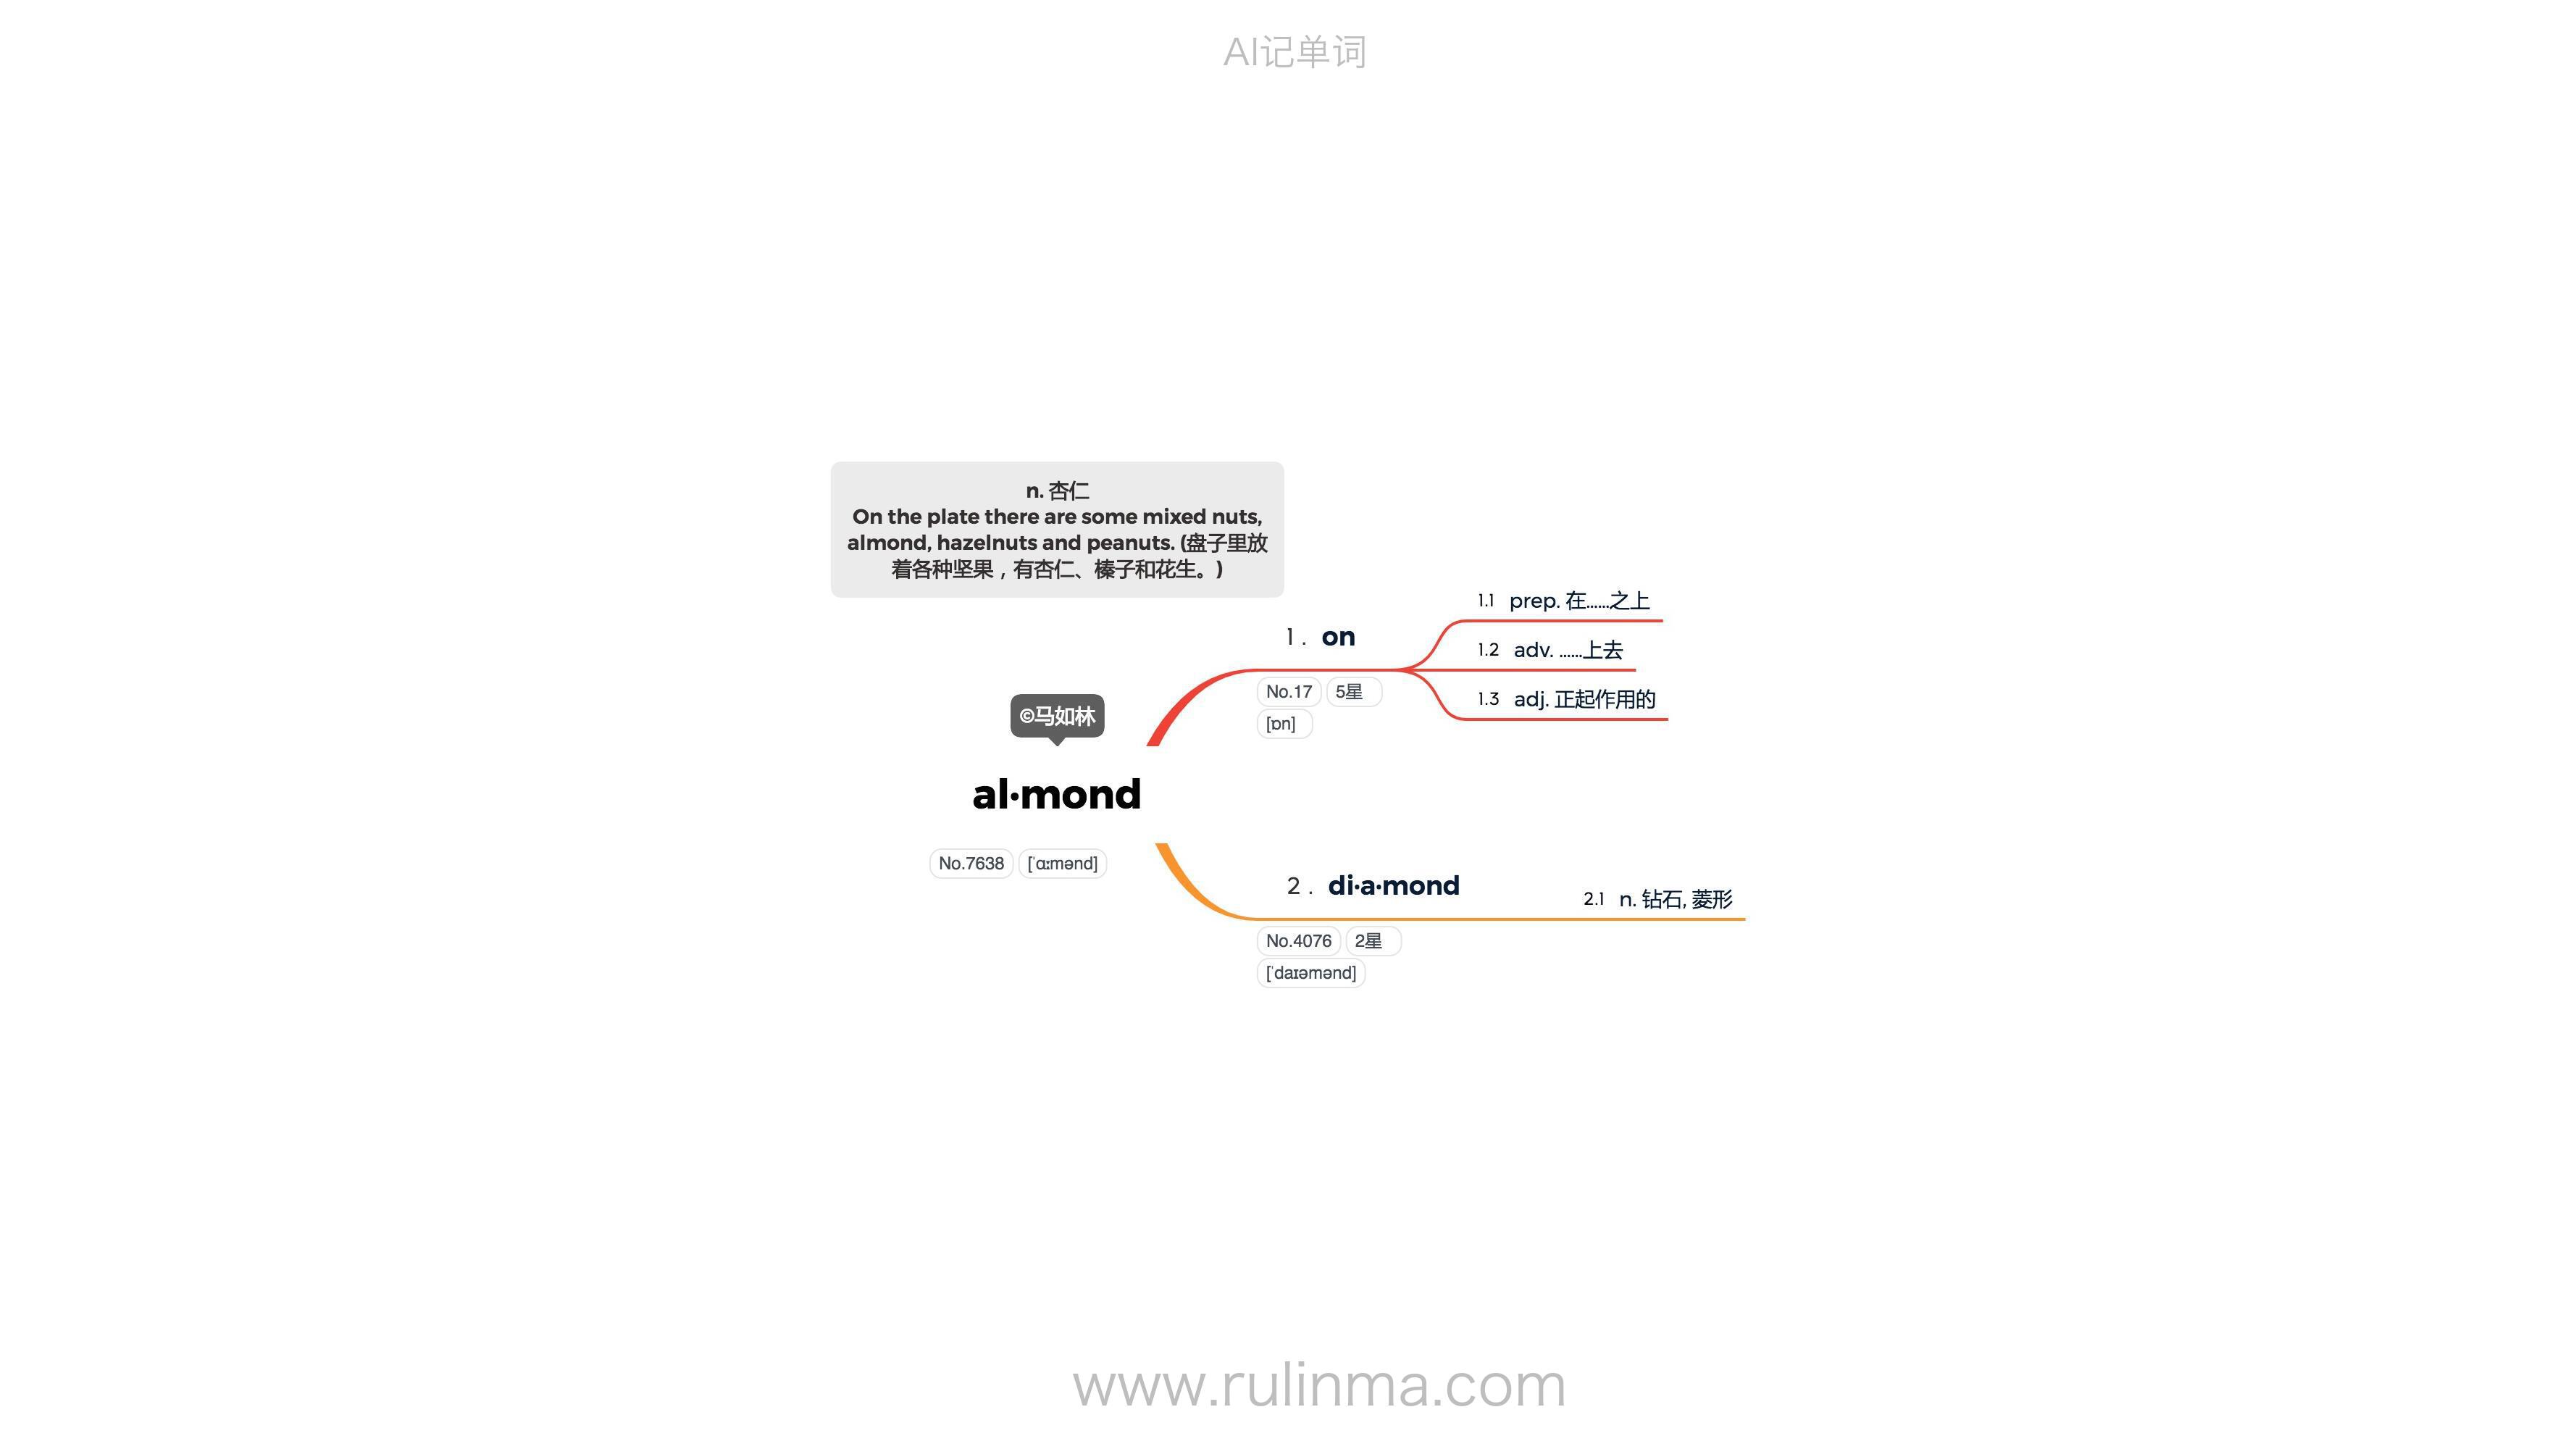 AI记单词
n. 杏仁
On the plate there are some mixed nuts,
almond, hazelnuts and peanuts. (盘子里放
着各种坚果，有杏仁、榛子和花生。)
©马如林
al·mond
No.7638 [ˈɑːmənd]
1 . on
No.17 5星
[ɒn]
1.1 prep. 在……之上
1.2 adv. ……上去
1.3 adj. 正起作用的
2 . di·a·mond
No.4076 2星
[ˈdaɪəmənd]
2.1 n. 钻石, 菱形
www.rulinma.com